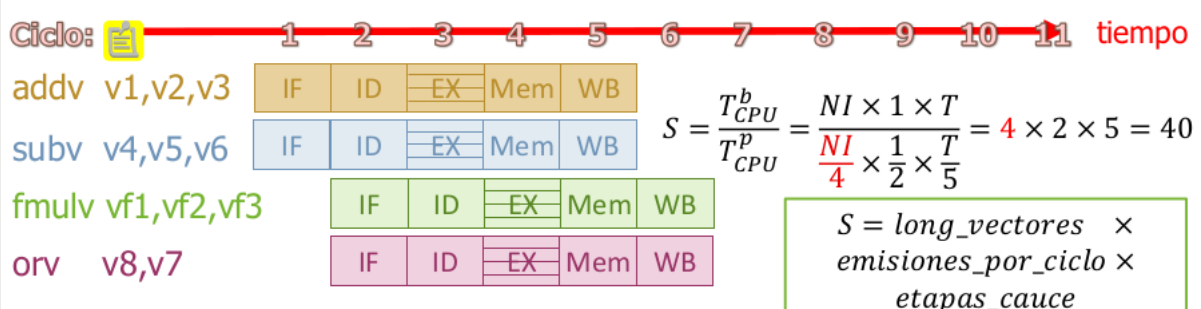 Ciclo: 1 2 3 4 5 6 7 8 9 10 11 tiempo
addv v1,v2,v3 IF ID EX Mem WB
subv v4,v5,v6 IF ID EX Mem WB
fmulv vf1,vf2,vf3 IF ID EX Mem WB
orv v8,v7 IF ID EX Mem WB
S = T^b_CPU / T^p_CPU = (NI × 1 × T) / (NI/4 × 1/2 × T/5) = 4 × 2 × 5 = 40
S = long_vectores ×
emisiones_por_ciclo ×
etapas_cauce